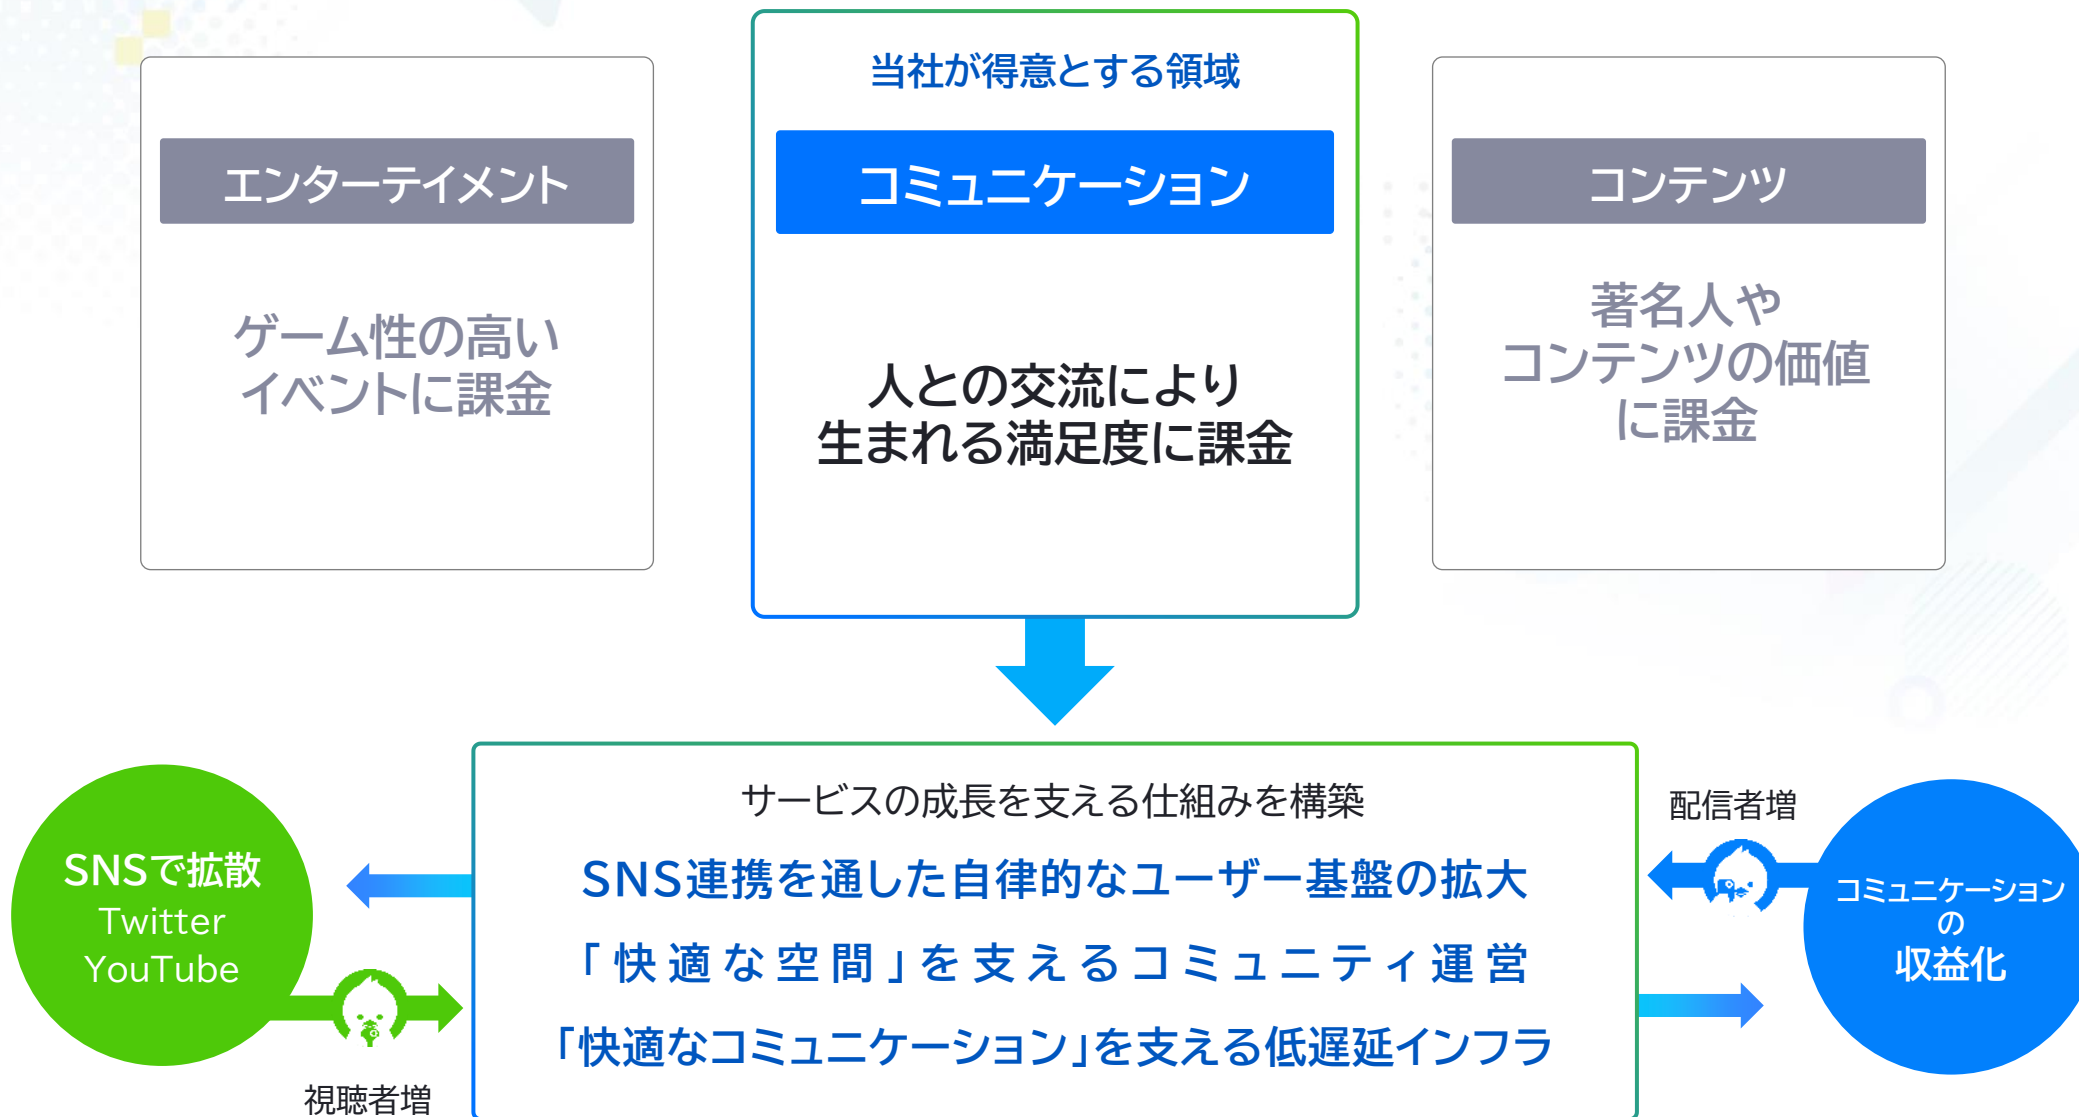 当社が得意とする領域
エンターテイメント
ゲーム性の高い
イベントに課金
コミュニケーション
人との交流により
生まれる満足度に課金
コンテンツ
著名人や
コンテンツの価値
に課金
サービスの成長を支える仕組みを構築
SNS連携を通した自律的なユーザー基盤の拡大
「快適な空間」を支えるコミュニティ運営
「快適なコミュニケーション」を支える低遅延インフラ
SNSで拡散
Twitter
YouTube
視聴者増
配信者増
コミュニケーション
の
収益化